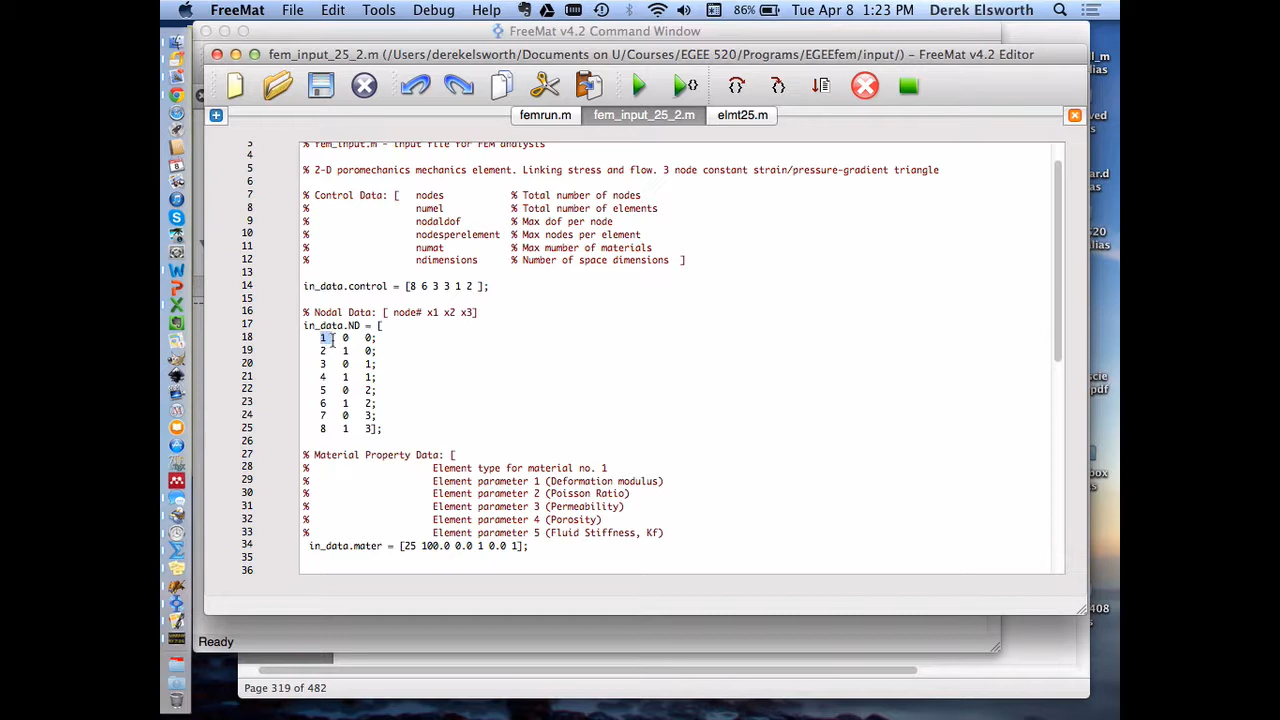 FreeMat File Edit Tools Debug Help 86% Tue Apr 8 1:23 PM Derek Elsworth
FreeMat v4.2 Command Window
fem_input_25_2.m (/Users/derekelsworth/Documents on U/Courses/EGEE 520/Programs/EGEEfem/input/) – FreeMat v4.2 Editor
femrun.m fem_input_25_2.m elmt25.m
3 % fem_input.m - input file for FEM analysis
4
5 % 2-D poromechanics mechanics element. Linking stress and flow. 3 node constant strain/pressure-gradient triangle
6
7 % Control Data: [ nodes % Total number of nodes
8 % numel % Total number of elements
9 % nodaldof % Max dof per node
10 % nodesperelement % Max nodes per element
11 % numat % Max mumber of materials
12 % ndimensions % Number of space dimensions ]
13
14 in_data.control = [8 6 3 3 1 2 ];
15
16 % Nodal Data: [ node# x1 x2 x3]
17 in_data.ND = [
18 1 0 0;
19 2 1 0;
20 3 0 1;
21 4 1 1;
22 5 0 2;
23 6 1 2;
24 7 0 3;
25 8 1 3];
26
27 % Material Property Data: [
28 % Element type for material no. 1
29 % Element parameter 1 (Deformation modulus)
30 % Element parameter 2 (Poisson Ratio)
31 % Element parameter 3 (Permeability)
32 % Element parameter 4 (Porosity)
33 % Element parameter 5 (Fluid Stiffness, Kf)
34 in_data.mater = [25 100.0 0.0 1 0.0 1];
35
36
Ready
Page 319 of 482